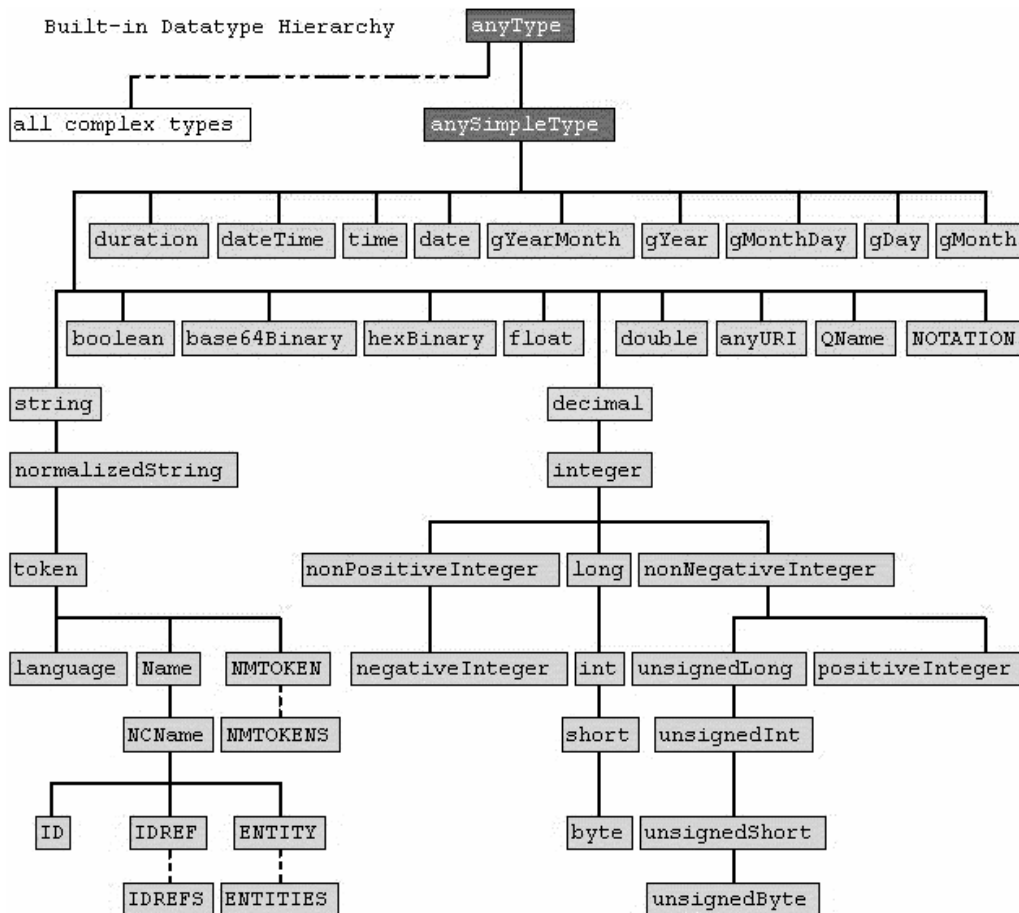 Built-in Datatype Hierarchy
anyType
all complex types
anySimpleType
duration
dateTime
time
date
gYearMonth
gYear
gMonthDay
gDay
gMonth
boolean
base64Binary
hexBinary
float
double
anyURI
QName
NOTATION
string
decimal
normalizedString
integer
token
nonPositiveInteger
long
nonNegativeInteger
language
Name
NMTOKEN
negativeInteger
int
unsignedLong
positiveInteger
NCName
NMTOKENS
short
unsignedInt
ID
IDREF
ENTITY
byte
unsignedShort
IDREFS
ENTITIES
unsignedByte